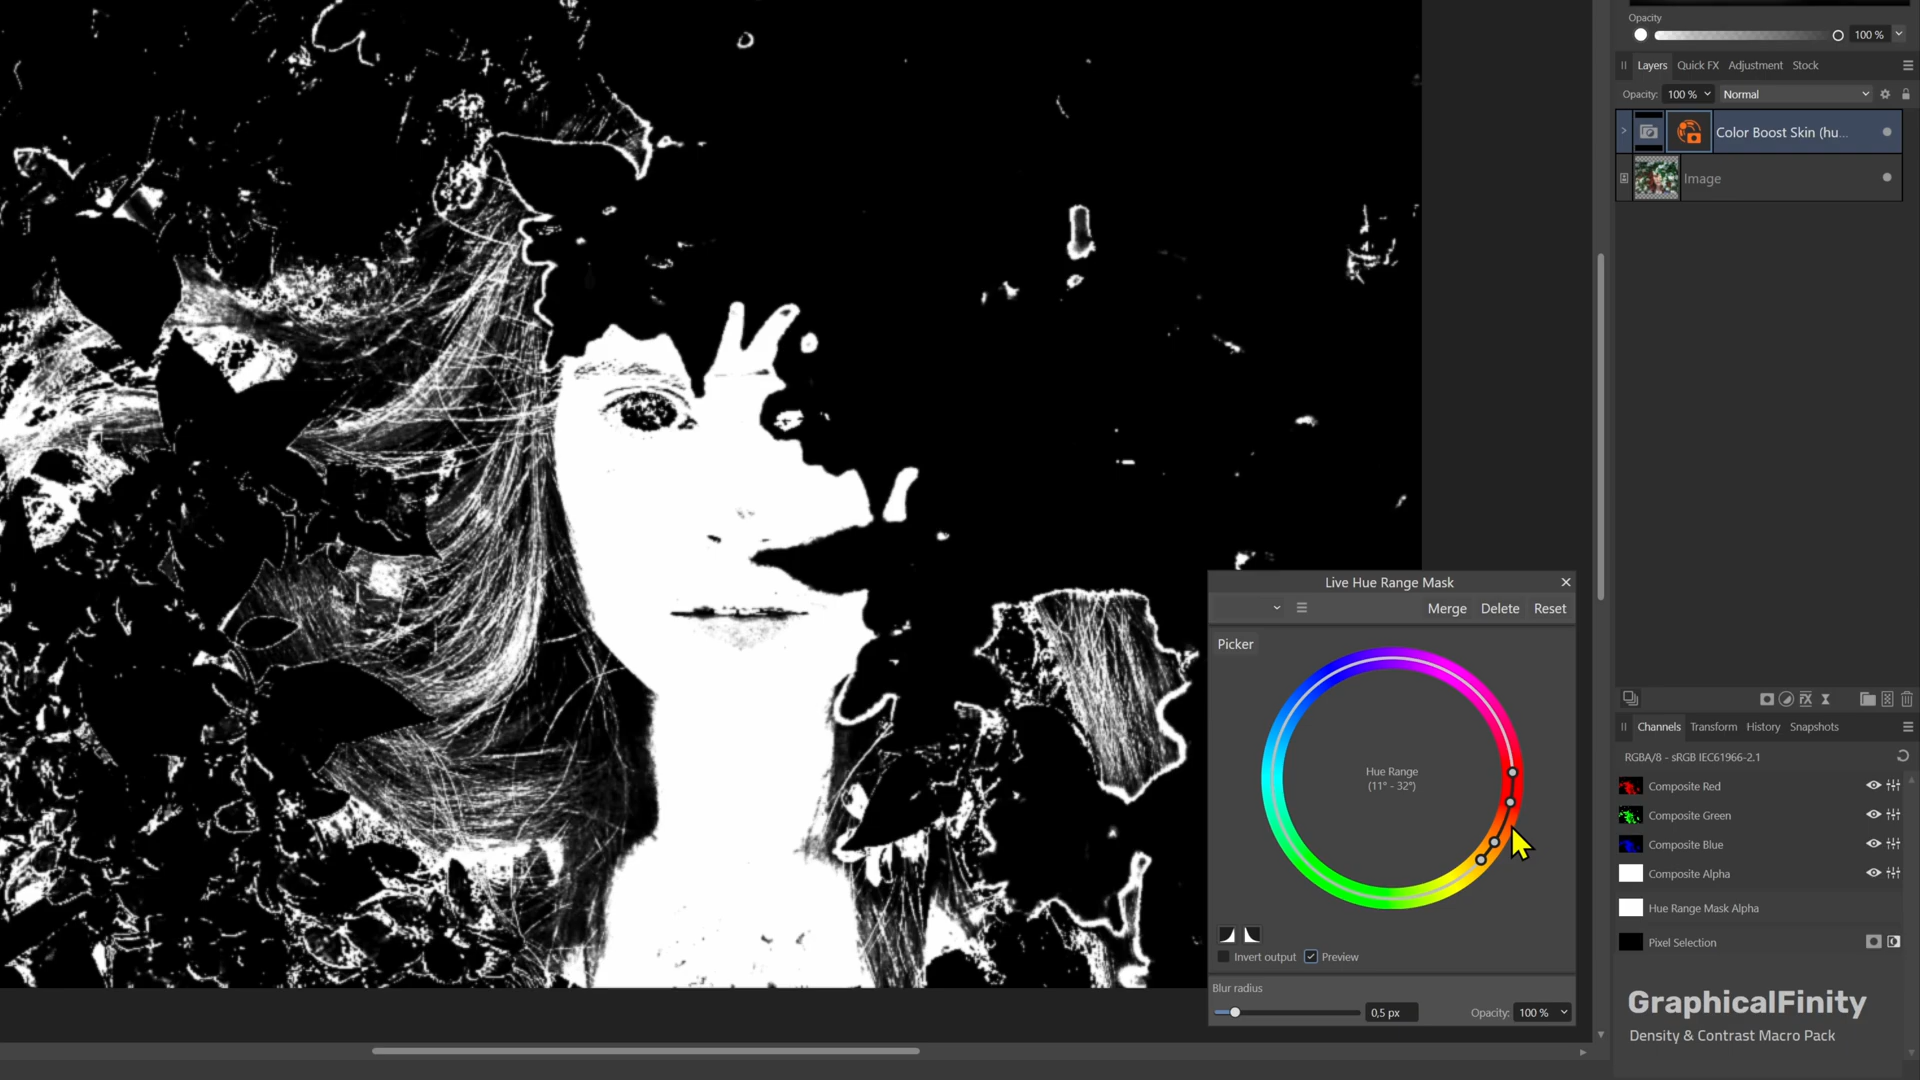 Opacity
100 %
Layers Quick FX Adjustment Stock
Opacity: 100 % Normal
Color Boost Skin (hu...
Image
Live Hue Range Mask
Merge Delete Reset
Picker
Hue Range
(11° - 32°)
Invert output Preview
Blur radius
0,5 px Opacity: 100 %
Channels Transform History Snapshots
RGBA/8 - sRGB IEC61966-2.1
Composite Red
Composite Green
Composite Blue
Composite Alpha
Hue Range Mask Alpha
Pixel Selection
GraphicalFinity
Density & Contrast Macro Pack